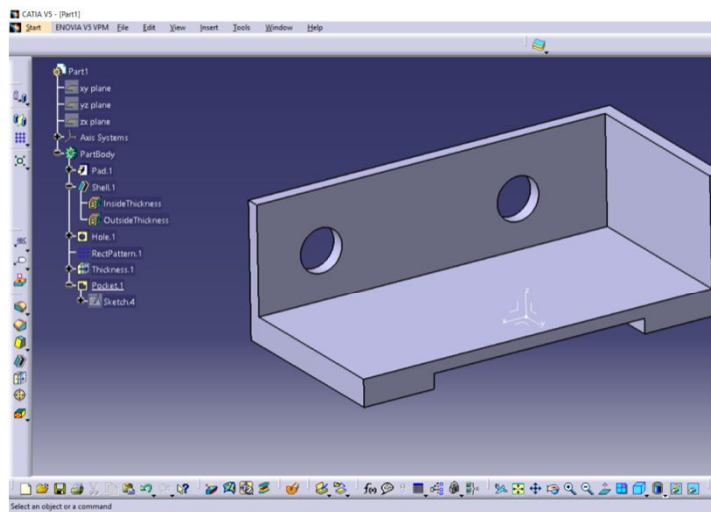 CATIA V5 - [Part1]
Start ENOVIA V5 VPM File Edit View Insert Tools Window Help
Part1
xy plane
yz plane
zx plane
Axis Systems
PartBody
Pad.1
Shell.1
InsideThickness
OutsideThickness
Hole.1
RectPattern.1
Thickness.1
Pocket.1
Sketch.4
Select an object or a command